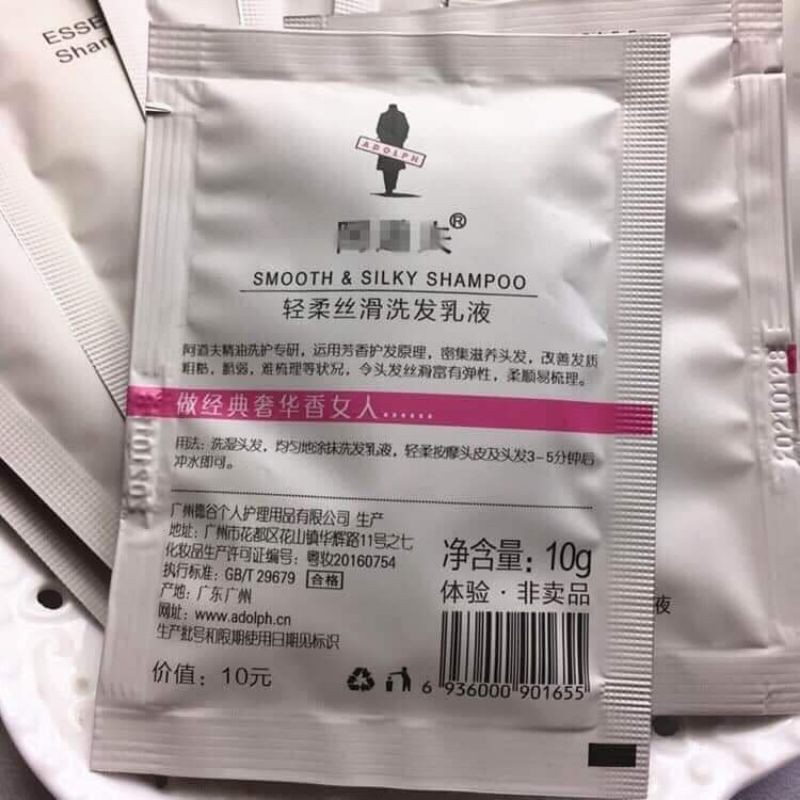 ESSE
Sham
ADOLPH
阿道夫®
SMOOTH & SILKY SHAMPOO
轻柔丝滑洗发乳液
阿道夫精油洗护专研，运用芳香护发原理，密集滋养头发，改善发质
粗糙，脆弱，难梳理等状况，令头发丝滑富有弹性，柔顺易梳理。
做经典奢华香女人......
用法：洗湿头发，均匀地涂抹洗发乳液，轻柔按摩头皮及头发3-5分钟后
冲水即可。
广州德谷个人护理用品有限公司 生产
地址：广州市花都区花山镇华辉路11号之七
化妆品生产许可证编号：粤妆20160754
执行标准：GB/T 29679 合格
产地：广东广州
网址：www.adolph.cn
生产批号和限期使用日期见标识
价值：10元
净含量：10g
体验·非卖品
6 936000 901655
20210128
液